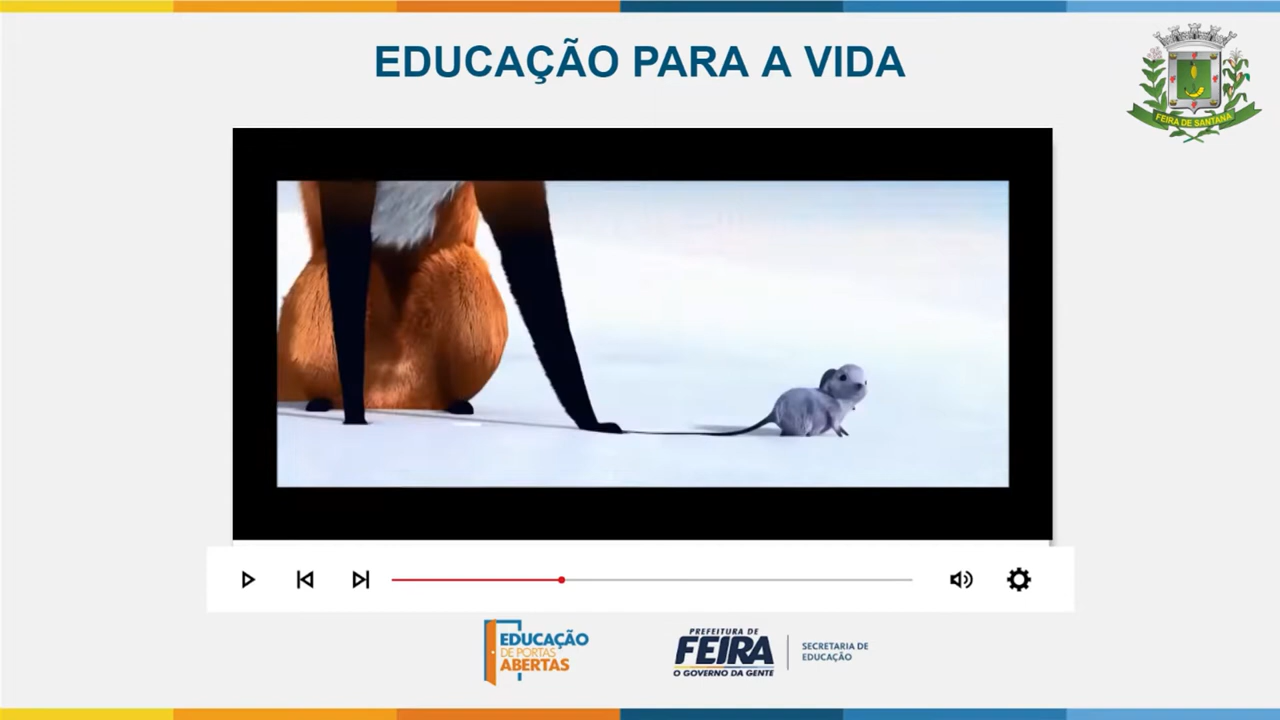 EDUCAÇÃO PARA A VIDA
FEIRA DE SANTANA
EDUCAÇÃO
DE PORTAS
ABERTAS
PREFEITURA DE
FEIRA
O GOVERNO DA GENTE
SECRETARIA DE
EDUCAÇÃO